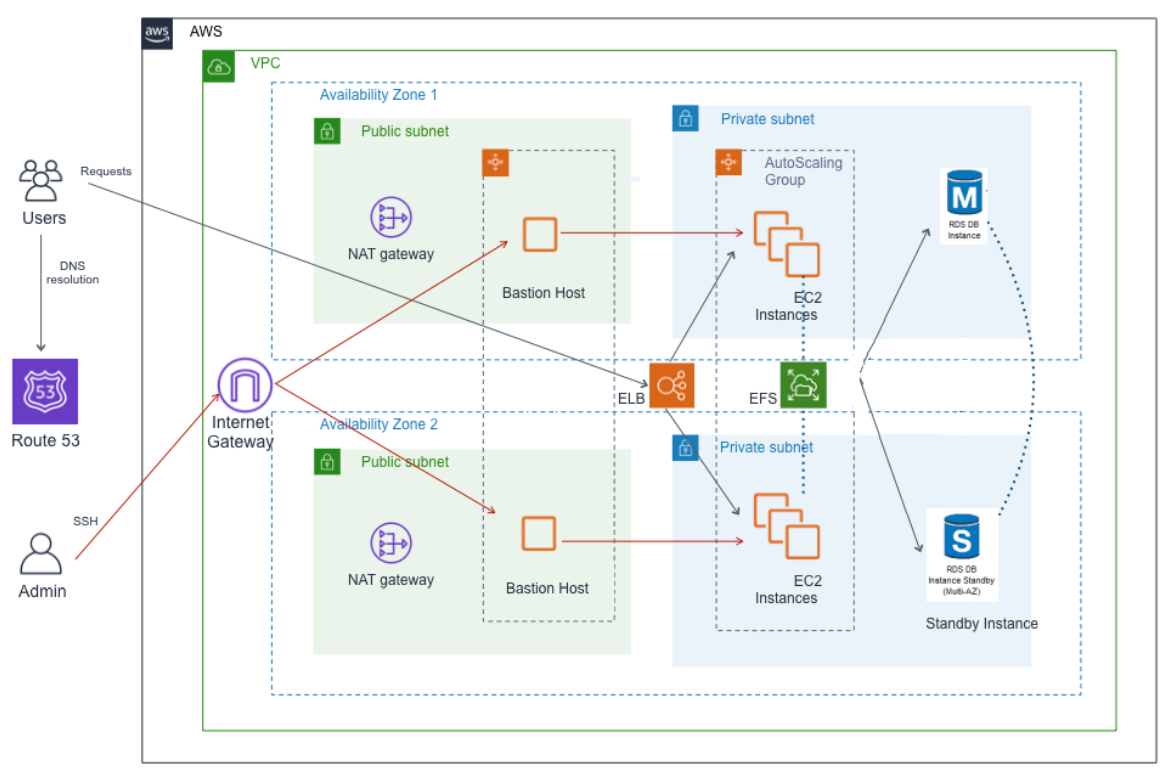 aws
AWS
VPC
Availability Zone 1
Public subnet
Private subnet
AutoScaling
Group
Requests
Users
NAT gateway
Bastion Host
M
RDS DB
Instance
EC2
Instances
DNS
resolution
53
Route 53
Internet
Gateway
ELB
EFS
Availability Zone 2
Public subnet
Private subnet
SSH
Admin
NAT gateway
Bastion Host
EC2
Instances
S
RDS DB
Instance Standby
(Multi-AZ)
Standby Instance